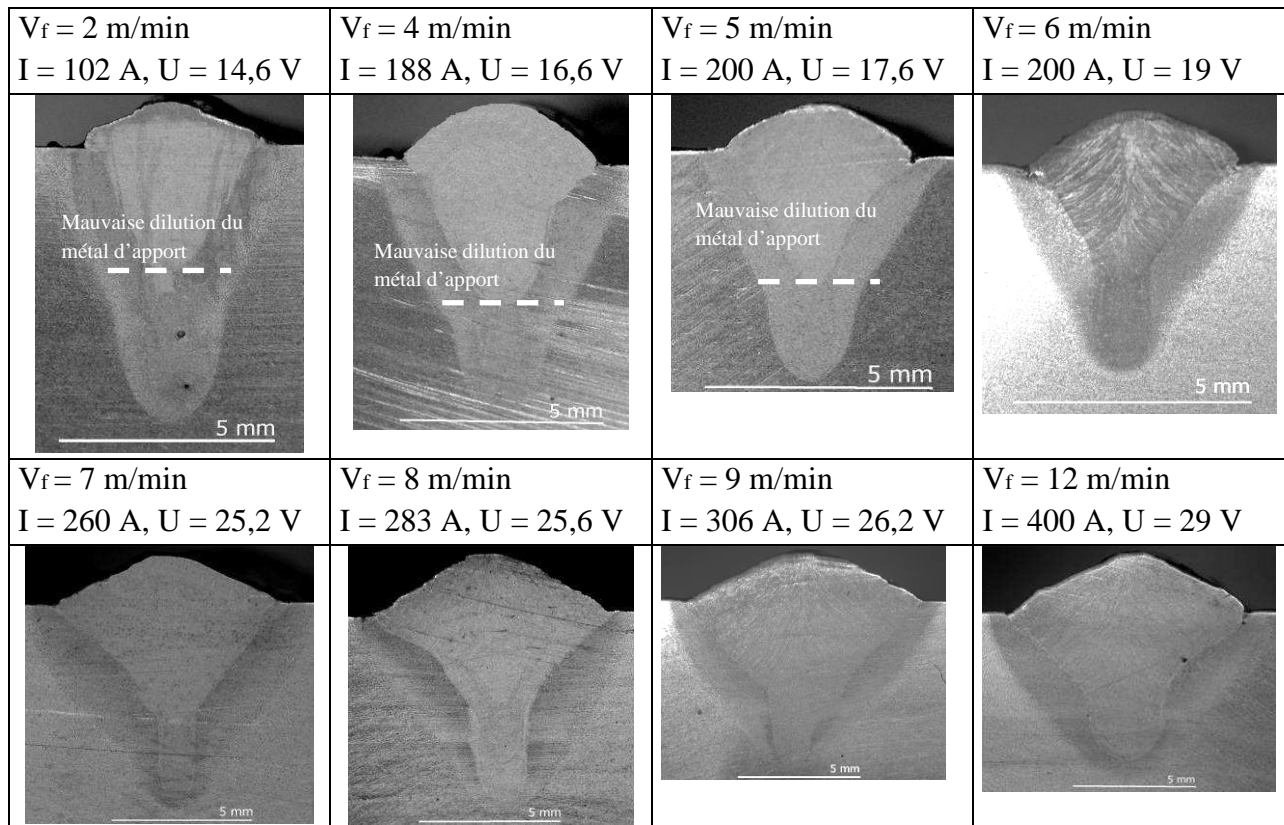 Vf = 2 m/min
I = 102 A, U = 14,6 V
Vf = 4 m/min
I = 188 A, U = 16,6 V
Vf = 5 m/min
I = 200 A, U = 17,6 V
Vf = 6 m/min
I = 200 A, U = 19 V
Mauvaise dilution du
métal d'apport
5 mm
Mauvaise dilution du
métal d'apport
5 mm
Mauvaise dilution du
métal d'apport
5 mm
5 mm
Vf = 7 m/min
I = 260 A, U = 25,2 V
Vf = 8 m/min
I = 283 A, U = 25,6 V
Vf = 9 m/min
I = 306 A, U = 26,2 V
Vf = 12 m/min
I = 400 A, U = 29 V
5 mm
5 mm
5 mm
5 mm